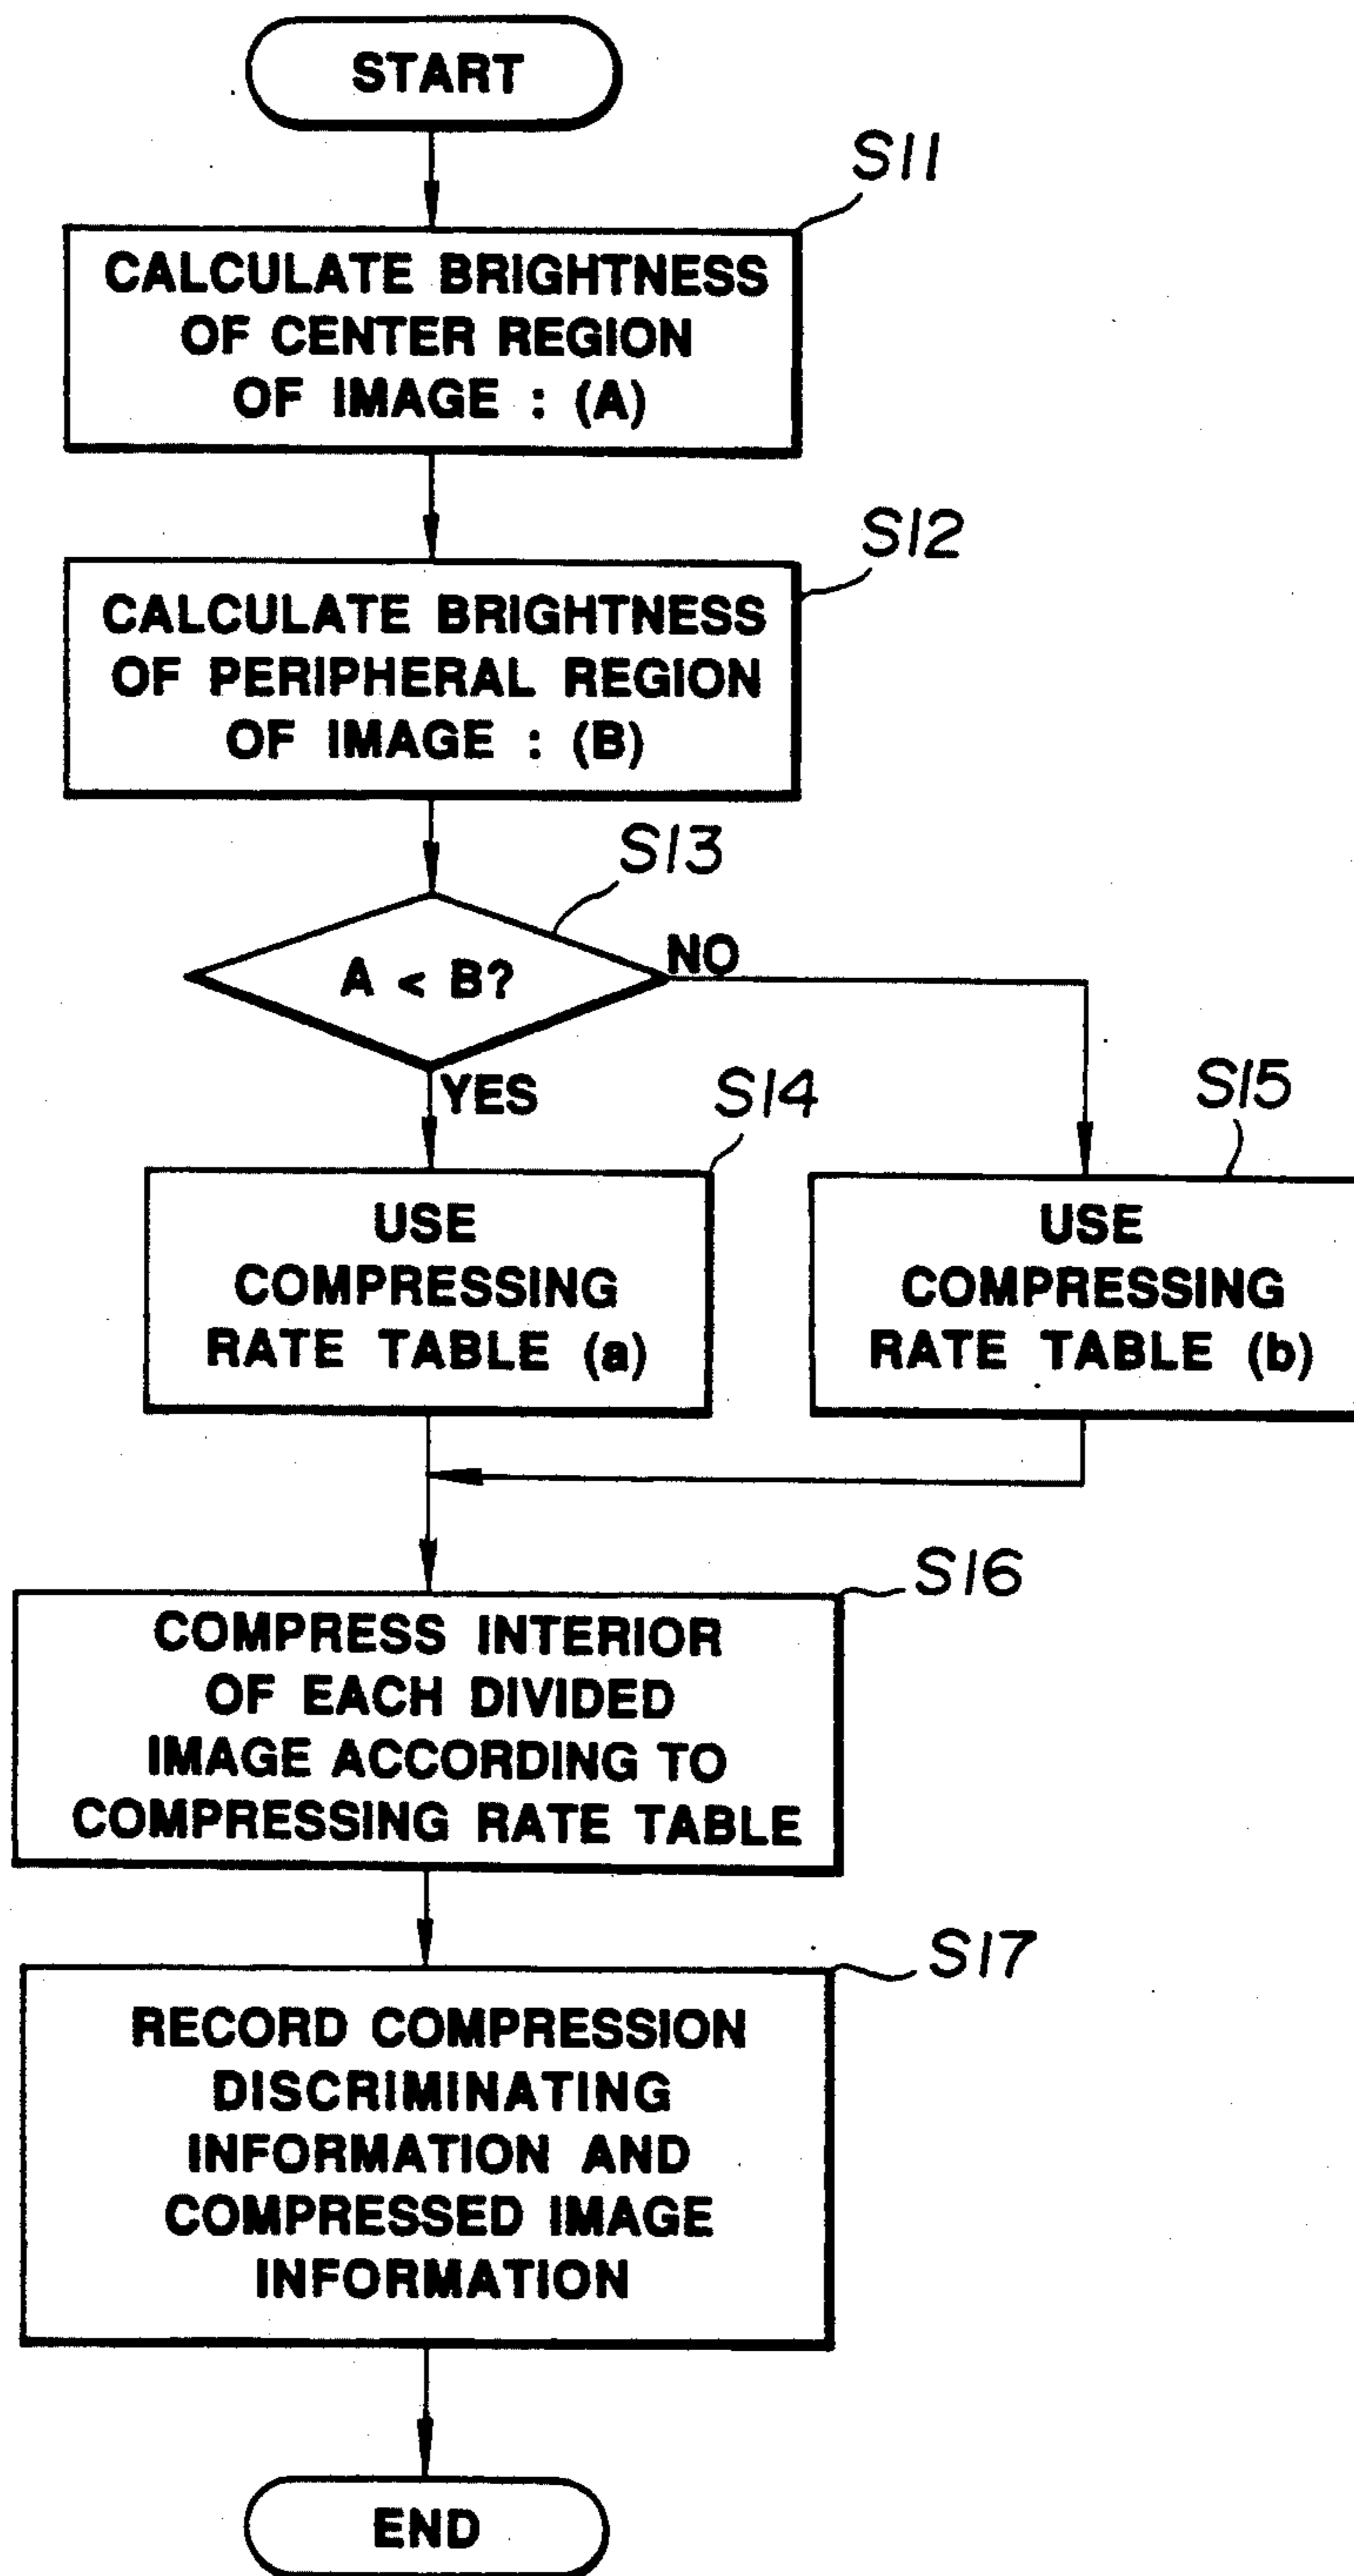 START
S11
CALCULATE BRIGHTNESS
OF CENTER REGION
OF IMAGE : (A)
S12
CALCULATE BRIGHTNESS
OF PERIPHERAL REGION
OF IMAGE : (B)
S13
A < B?
NO
YES
S14
USE
COMPRESSING
RATE TABLE (a)
S15
USE
COMPRESSING
RATE TABLE (b)
S16
COMPRESS INTERIOR
OF EACH DIVIDED
IMAGE ACCORDING TO
COMPRESSING RATE TABLE
S17
RECORD COMPRESSION
DISCRIMINATING
INFORMATION AND
COMPRESSED IMAGE
INFORMATION
END